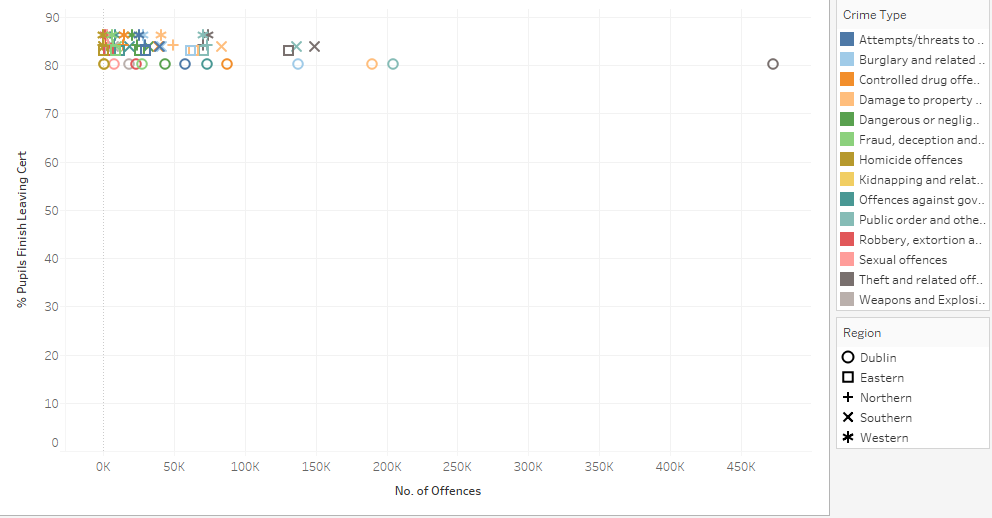 90
80
70
60
50
40
30
20
10
0
% Pupils Finish Leaving Cert
0K 50K 100K 150K 200K 250K 300K 350K 400K 450K
No. of Offences
Crime Type
Attempts/threats to ..
Burglary and related ..
Controlled drug offe..
Damage to property ..
Dangerous or neglig..
Fraud, deception and..
Homicide offences
Kidnapping and relat..
Offences against gov..
Public order and othe..
Robbery, extortion a..
Sexual offences
Theft and related off..
Weapons and Explosi..
Region
Dublin
Eastern
Northern
Southern
Western